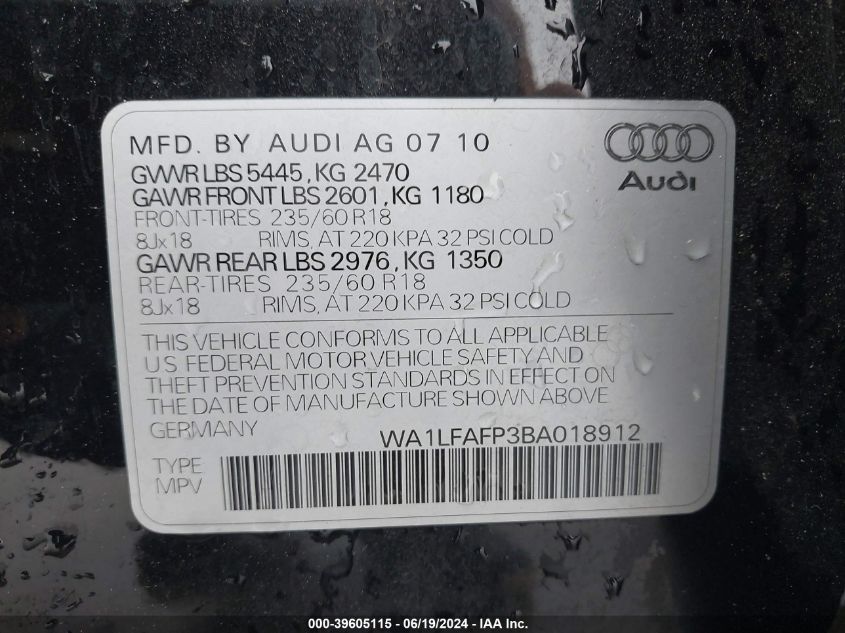 MFD. BY AUDI AG 07 10
GVWR LBS 5445, KG 2470
GAWR FRONT LBS 2601, KG 1180
FRONT-TIRES 235/60 R18
8Jx18 RIMS, AT 220 KPA 32 PSI COLD
GAWR REAR LBS 2976, KG 1350
REAR-TIRES 235/60 R18
8Jx18 RIMS, AT 220 KPA 32 PSI COLD
Audi
THIS VEHICLE CONFORMS TO ALL APPLICABLE
US FEDERAL MOTOR VEHICLE SAFETY AND
THEFT PREVENTION STANDARDS IN EFFECT ON
THE DATE OF MANUFACTURE SHOWN ABOVE
GERMANY WA1LFAFP3BA018912
TYPE
MPV
000-39605115 - 06/19/2024 - IAA Inc.